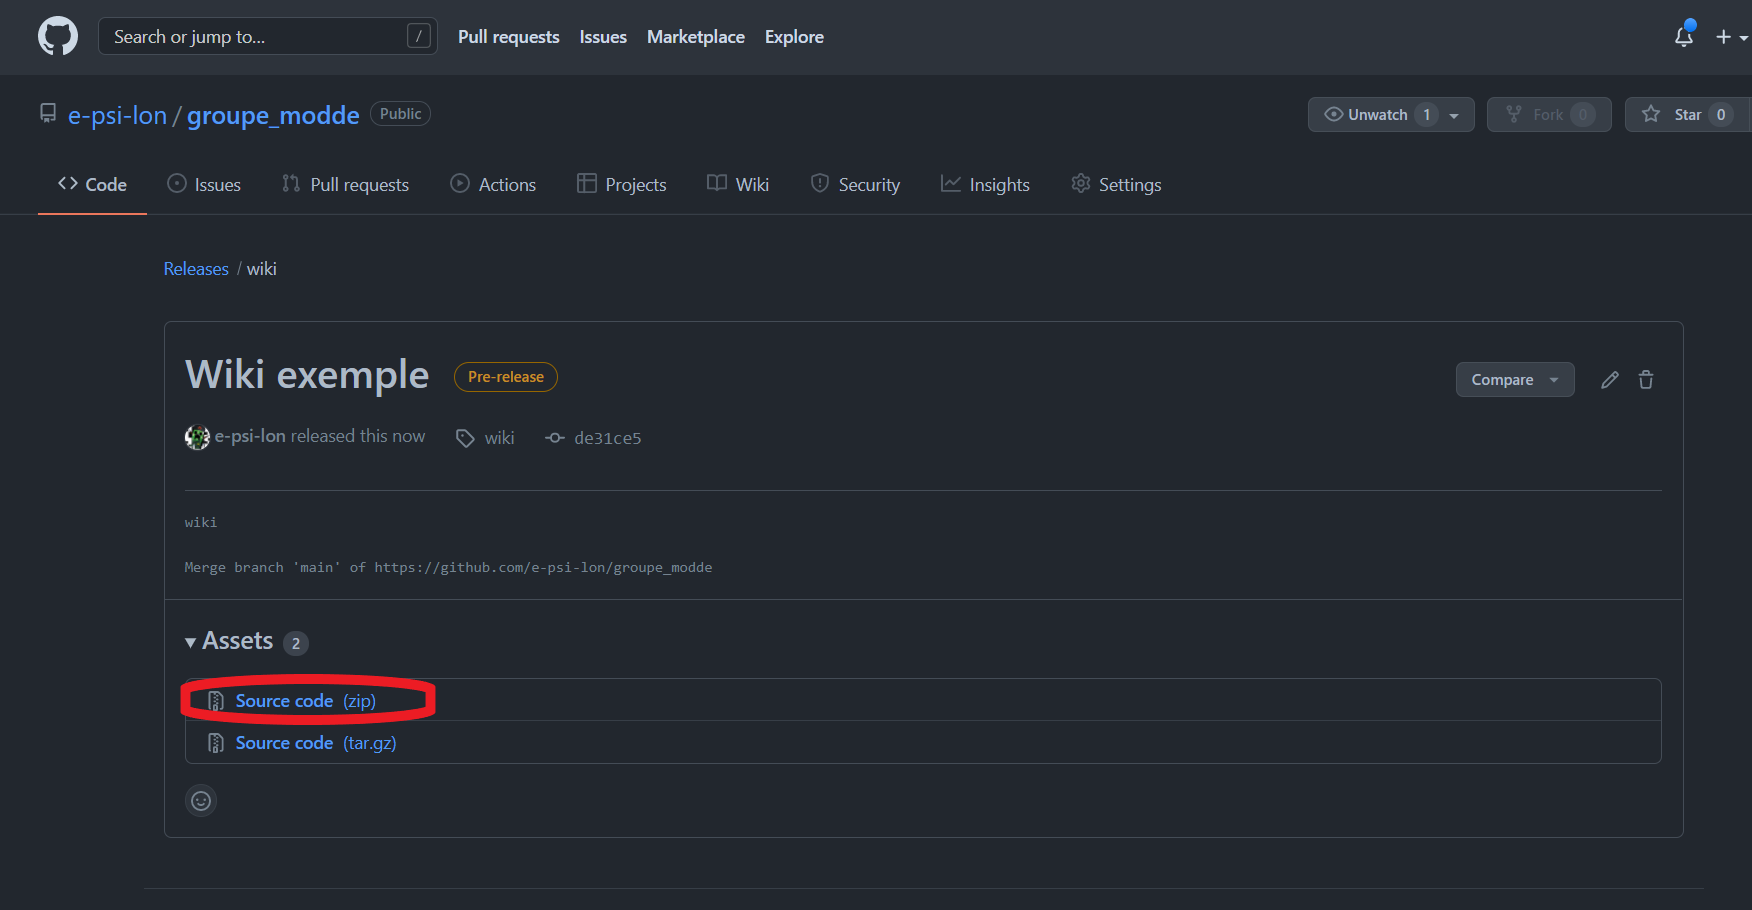 Search or jump to... / Pull requests Issues Marketplace Explore
e-psi-lon / groupe_modde Public Unwatch 1 Fork 0 Star 0
Code Issues Pull requests Actions Projects Wiki Security Insights Settings
Releases / wiki
Wiki exemple Pre-release Compare
e-psi-lon released this now wiki de31ce5
wiki
Merge branch 'main' of https://github.com/e-psi-lon/groupe_modde
Assets 2
Source code (zip)
Source code (tar.gz)